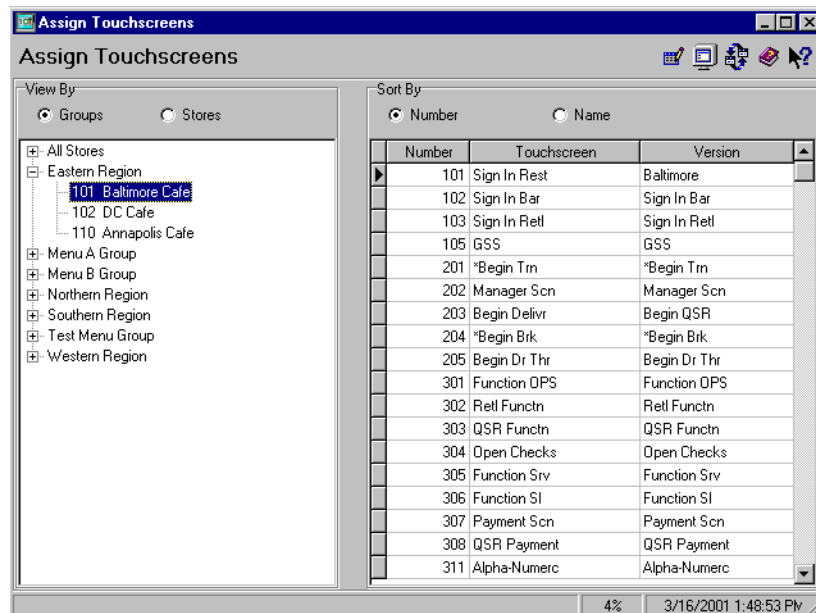 Assign Touchscreens
Assign Touchscreens
View By
Groups Stores
All Stores
Eastern Region
101 Baltimore Cafe
102 DC Cafe
110 Annapolis Cafe
Menu A Group
Menu B Group
Northern Region
Southern Region
Test Menu Group
Western Region
Sort By
Number Name
Number Touchscreen Version
101 Sign In Rest Baltimore
102 Sign In Bar Sign In Bar
103 Sign In Retl Sign In Retl
105 GSS GSS
201 *Begin Trn *Begin Trn
202 Manager Scn Manager Scn
203 Begin Delivr Begin QSR
204 *Begin Brk *Begin Brk
205 Begin Dr Thr Begin Dr Thr
301 Function OPS Function OPS
302 Retl Functn Retl Functn
303 QSR Functn QSR Functn
304 Open Checks Open Checks
305 Function Srv Function Srv
306 Function SI Function SI
307 Payment Scn Payment Scn
308 QSR Payment QSR Payment
311 Alpha-Numerc Alpha-Numerc
4% 3/16/2001 1:48:53 PM